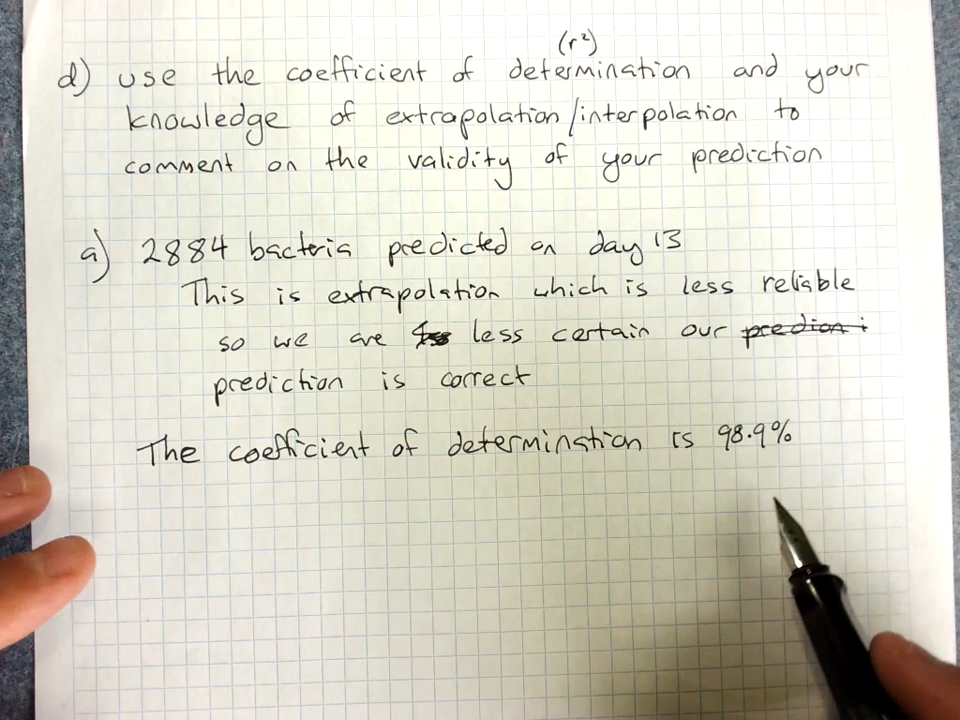 (r²)
d) use the coefficient of determination and your
knowledge of extrapolation/interpolation to
comment on the validity of your prediction
a) 2884 bacteria predicted on day 13
This is extrapolation which is less reliable
so we are less certain our
prediction is correct
The coefficient of determination is 98.9%